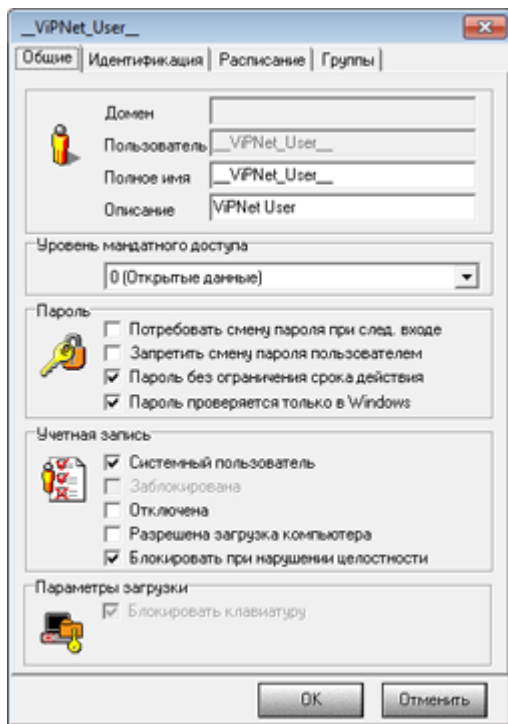 __ViPNet_User__
Общие Идентификация Расписание Группы
Домен
Пользователь __ViPNet_User__
Полное имя __ViPNet_User__
Описание ViPNet User
Уровень мандатного доступа
0 (Открытые данные)
Пароль
Потребовать смену пароля при след. входе
Запретить смену пароля пользователем
Пароль без ограничения срока действия
Пароль проверяется только в Windows
Учетная запись
Системный пользователь
Заблокирована
Отключена
Разрешена загрузка компьютера
Блокировать при нарушении целостности
Параметры загрузки
Блокировать клавиатуру
OK Отменить